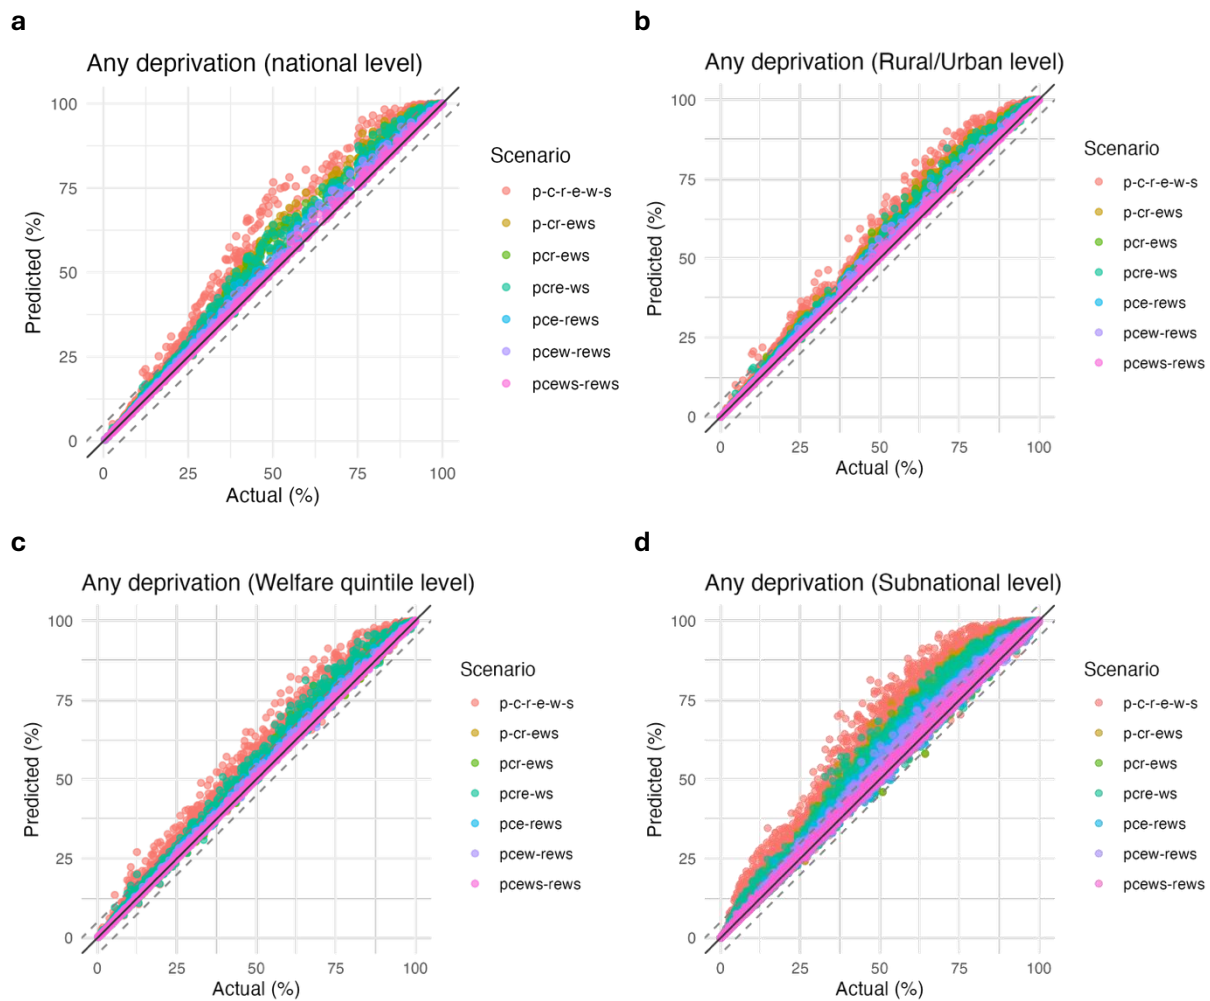 a
Any deprivation (national level)
100
75
50
25
0
Predicted (%)
0 25 50 75 100
Actual (%)
Scenario
p-c-r-e-w-s
p-cr-ews
pcr-ews
pcre-ws
pce-rews
pcew-rews
pcews-rews
b
Any deprivation (Rural/Urban level)
100
75
50
25
0
Predicted (%)
0 25 50 75 100
Actual (%)
Scenario
p-c-r-e-w-s
p-cr-ews
pcr-ews
pcre-ws
pce-rews
pcew-rews
pcews-rews
c
Any deprivation (Welfare quintile level)
100
75
50
25
0
Predicted (%)
0 25 50 75 100
Actual (%)
Scenario
p-c-r-e-w-s
p-cr-ews
pcr-ews
pcre-ws
pce-rews
pcew-rews
pcews-rews
d
Any deprivation (Subnational level)
100
75
50
25
0
Predicted (%)
0 25 50 75 100
Actual (%)
Scenario
p-c-r-e-w-s
p-cr-ews
pcr-ews
pcre-ws
pce-rews
pcew-rews
pcews-rews